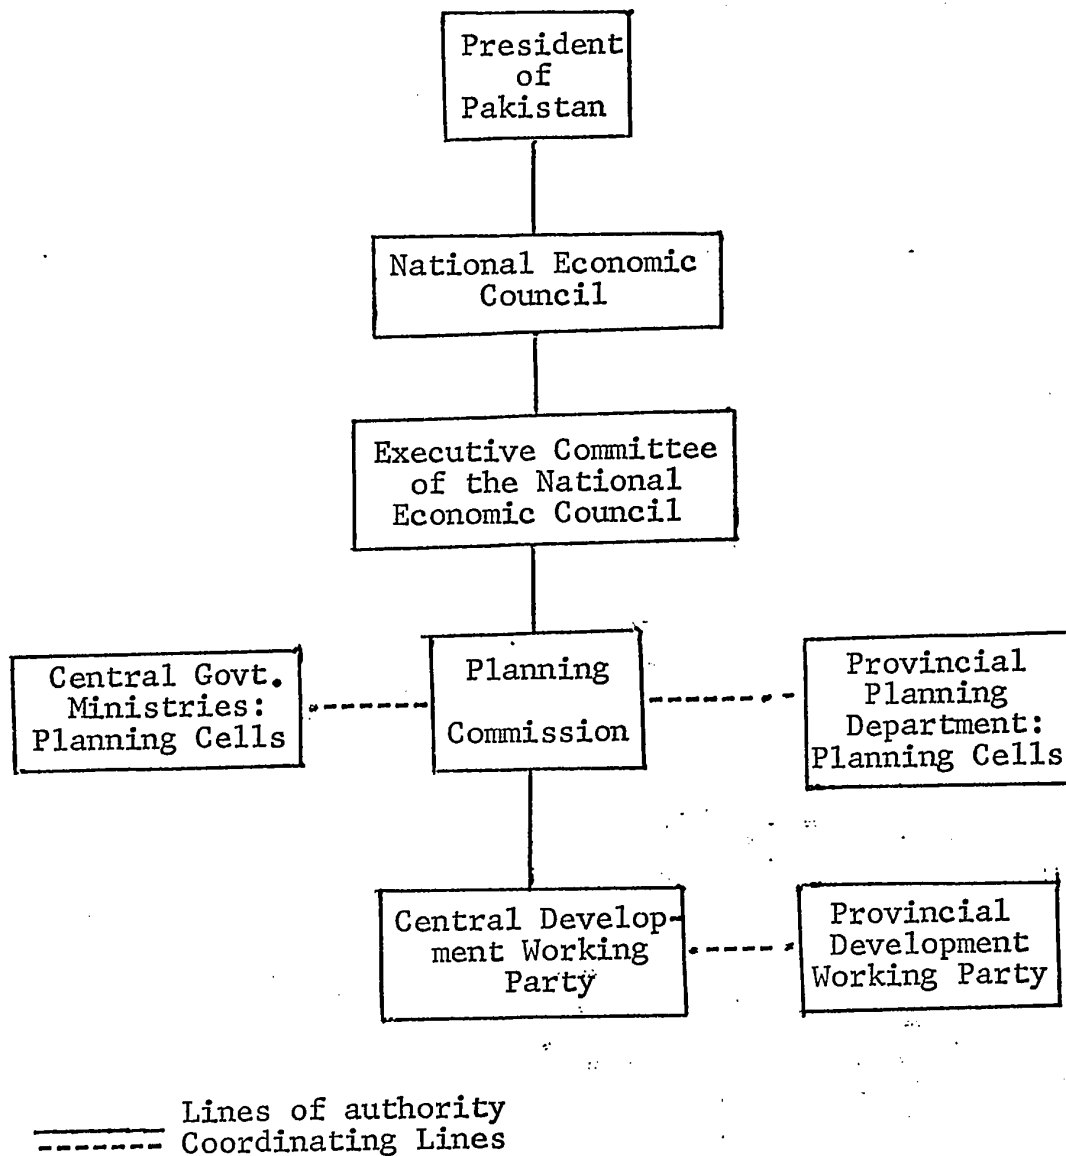 President
of
Pakistan
National Economic
Council
Executive Committee
of the National
Economic Council
Central Govt.
Ministries:
Planning Cells
Planning
Commission
Provincial
Planning
Department:
Planning Cells
Central Develop-
ment Working
Party
Provincial
Development
Working Party
Lines of authority
Coordinating Lines